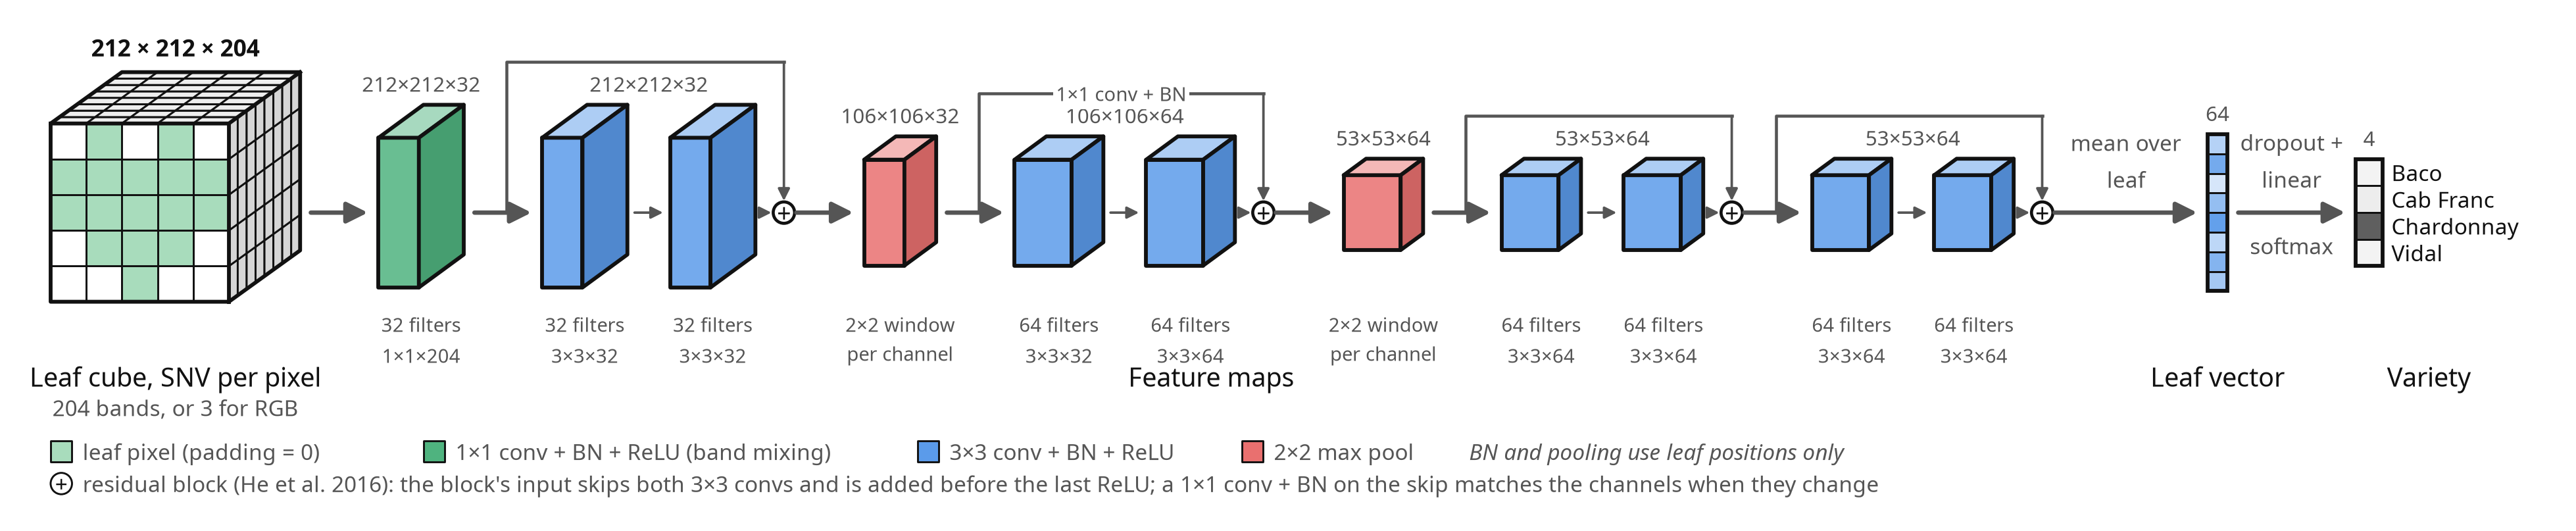 212 × 212 × 204
212×212×32
212×212×32
106×106×32
1×1 conv + BN
106×106×64
53×53×64
53×53×64
53×53×64
mean over
leaf
64
dropout +
linear
softmax
4
Baco
Cab Franc
Chardonnay
Vidal
32 filters
1×1×204
32 filters
3×3×32
32 filters
3×3×32
2×2 window
per channel
64 filters
3×3×32
64 filters
3×3×64
2×2 window
per channel
64 filters
3×3×64
64 filters
3×3×64
64 filters
3×3×64
64 filters
3×3×64
Leaf cube, SNV per pixel
204 bands, or 3 for RGB
Feature maps
Leaf vector
Variety
leaf pixel (padding = 0)
1×1 conv + BN + ReLU (band mixing)
3×3 conv + BN + ReLU
2×2 max pool
BN and pooling use leaf positions only
residual block (He et al. 2016): the block's input skips both 3×3 convs and is added before the last ReLU; a 1×1 conv + BN on the skip matches the channels when they change